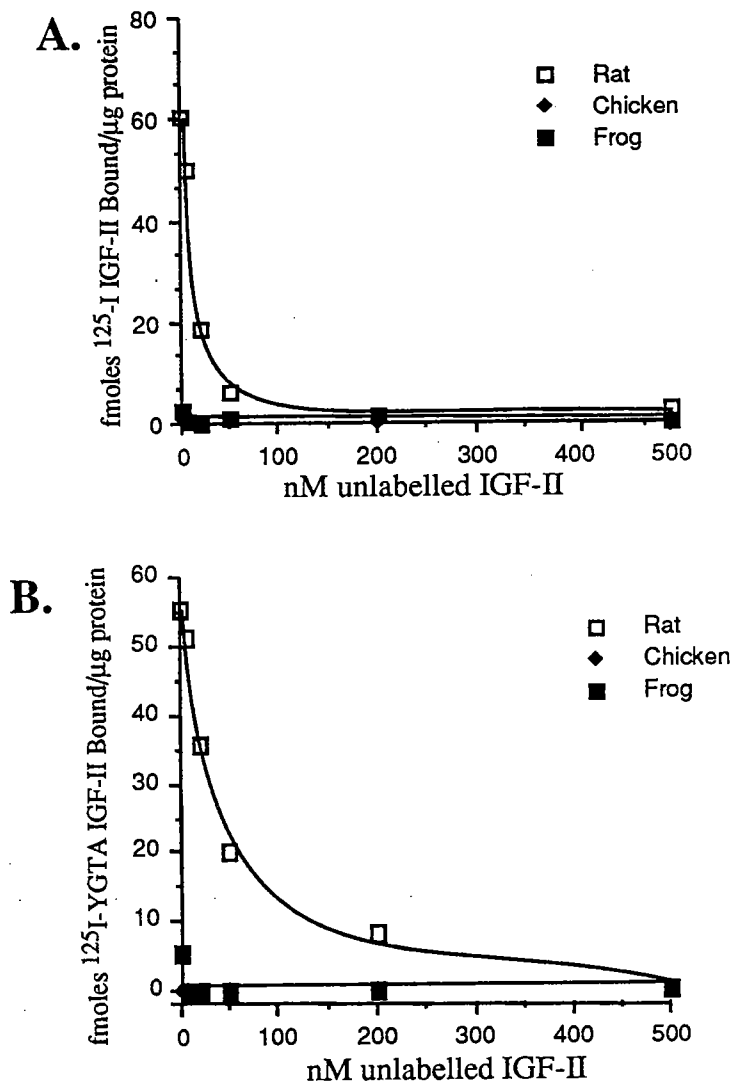 A.
fmoles 125-I IGF-II Bound/µg protein
80
60
40
20
0
0 100 200 300 400 500
nM unlabelled IGF-II
Rat
Chicken
Frog
B.
fmoles 125I-YGTA IGF-II Bound/µg protein
60
50
40
30
20
10
0
0 100 200 300 400 500
nM unlabelled IGF-II
Rat
Chicken
Frog